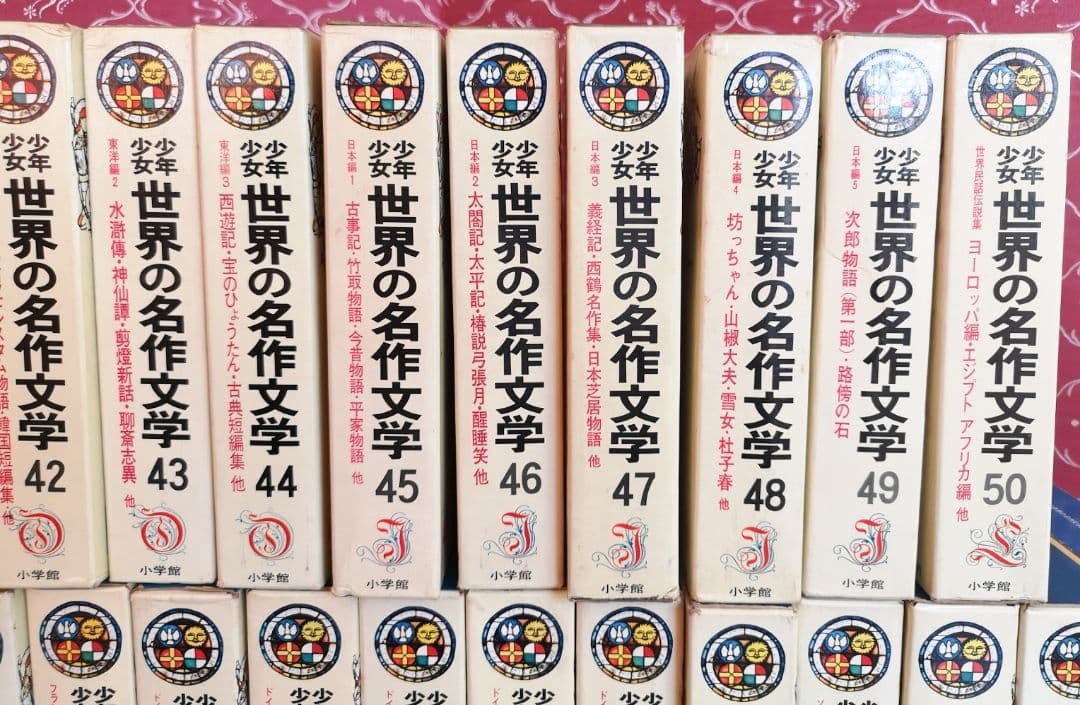 少年少女
世界の名作文学
42
小学館
東洋編2
水滸傳・神仙譚・剪燈新話・聊斎志異 他
少年少女
世界の名作文学
43
小学館
東洋編3
西遊記・宝のひょうたん・古典短編集 他
少年少女
世界の名作文学
44
小学館
日本編1
古事記・竹取物語・今昔物語・平家物語 他
少年少女
世界の名作文学
45
小学館
日本編2
太閤記・太平記・椿説弓張月・醒睡笑 他
少年少女
世界の名作文学
46
小学館
日本編3
義経記・西鶴名作集・日本芝居物語 他
少年少女
世界の名作文学
47
小学館
日本編4
坊っちゃん・山椒大夫・雪女・杜子春 他
少年少女
世界の名作文学
48
小学館
日本編5
次郎物語(第一部)・路傍の石
少年少女
世界の名作文学
49
小学館
世界民話伝説集
ヨーロッパ編・エジプト アフリカ編 他
少年少女
世界の名作文学
50
小学館